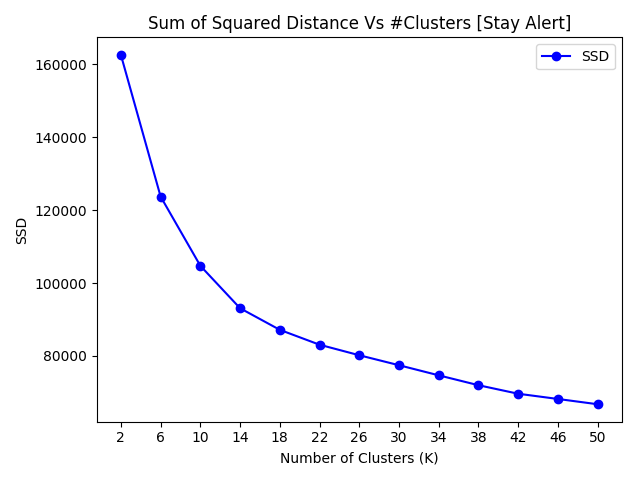 Sum of Squared Distance Vs #Clusters [Stay Alert]
SSD
160000
140000
120000
100000
80000
SSD
2 6 10 14 18 22 26 30 34 38 42 46 50
Number of Clusters (K)